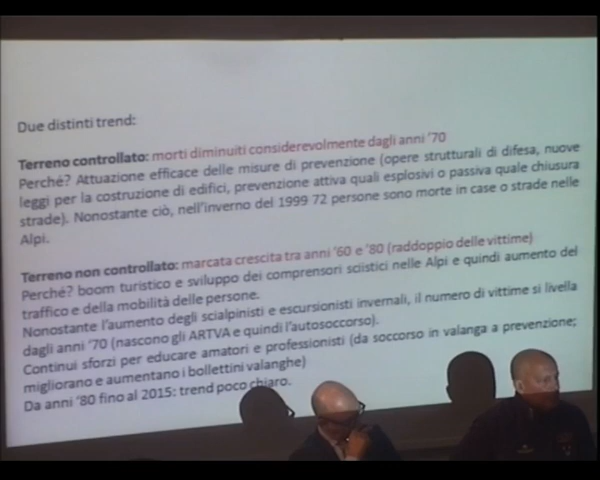 Due distinti trend:
Terreno controllato: morti diminuiti considerevolmente dagli anni '70
Perché? Attuazione efficace delle misure di prevenzione (opere strutturali di difesa, nuove
leggi per la costruzione di edifici, prevenzione attiva quali esplosivi o passiva quale chiusura
strade). Nonostante ciò, nell'inverno del 1999 72 persone sono morte in case o strade nelle
Alpi.
Terreno non controllato: marcata crescita tra anni '60 e '80 (raddoppio delle vittime)
Perché? boom turistico e sviluppo dei comprensori sciistici nelle Alpi e quindi aumento del
traffico e della mobilità delle persone.
Nonostante l'aumento degli scialpinisti e escursionisti invernali, il numero di vittime si livella
dagli anni '70 (nascono gli ARTVA e quindi l'autosoccorso).
Continui sforzi per educare amatori e professionisti (da soccorso in valanga a prevenzione;
migliorano e aumentano i bollettini valanghe)
Da anni '80 fino al 2015: trend poco chiaro.